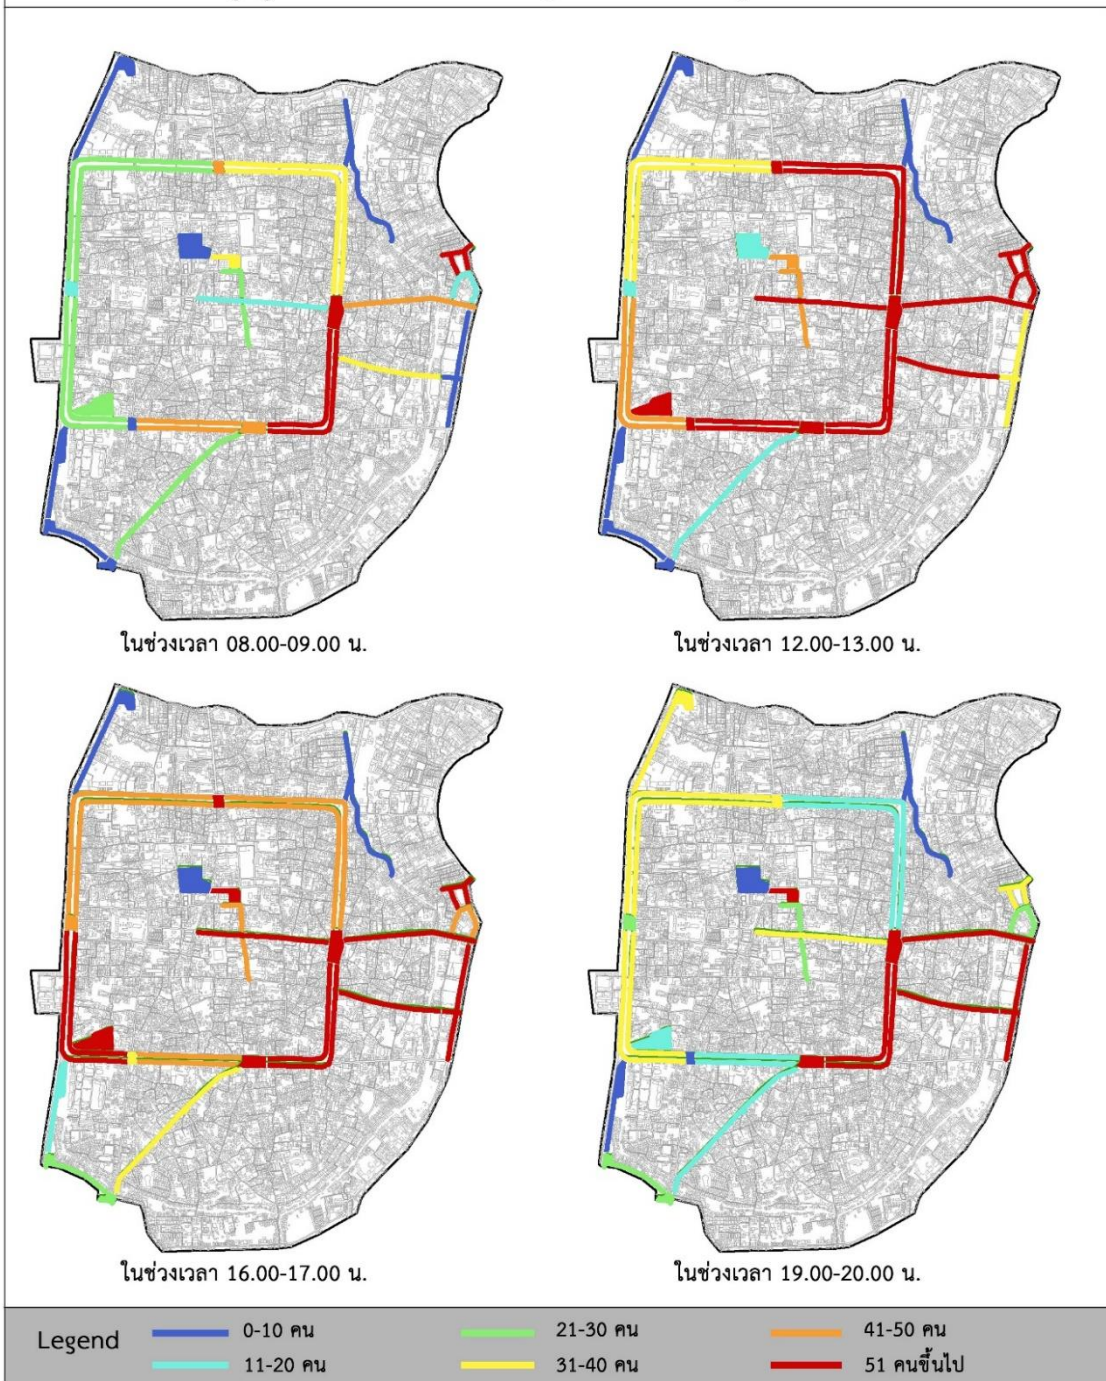 ในช่วงเวลา 08.00-09.00 น.
ในช่วงเวลา 12.00-13.00 น.
ในช่วงเวลา 16.00-17.00 น.
ในช่วงเวลา 19.00-20.00 น.
Legend
0-10 คน
21-30 คน
41-50 คน
11-20 คน
31-40 คน
51 คนขึ้นไป